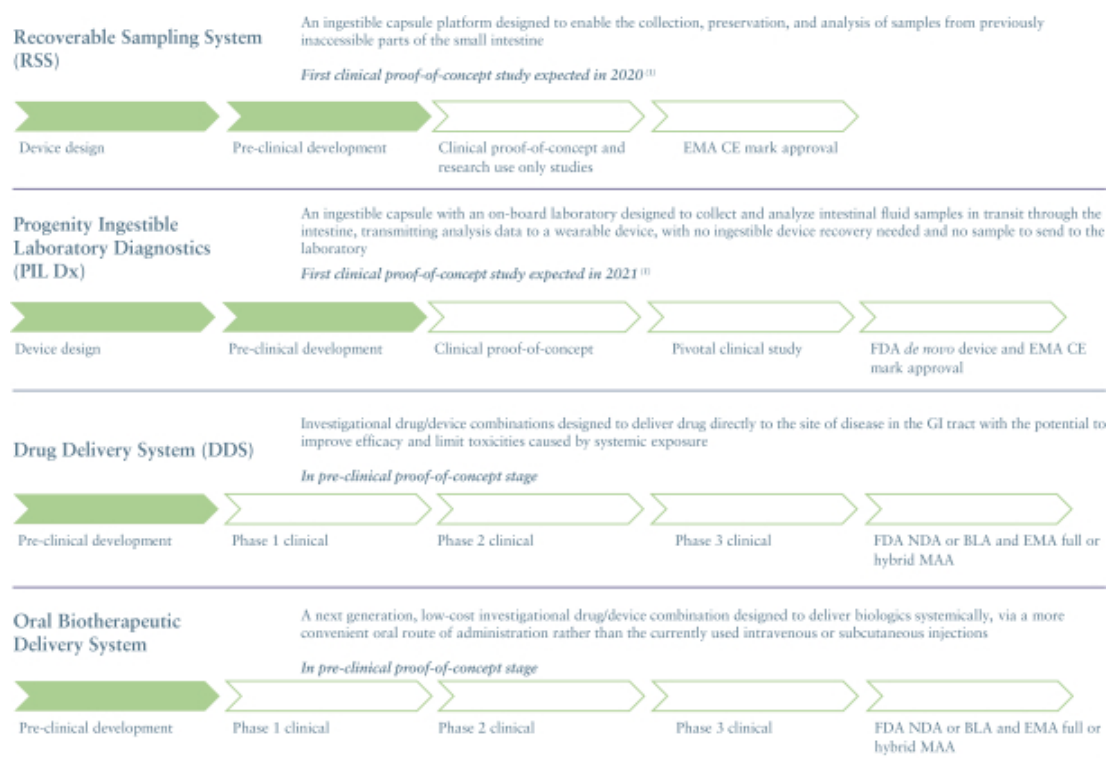 Recoverable Sampling System
(RSS)
An ingestible capsule platform designed to enable the collection, preservation, and analysis of samples from previously
inaccessible parts of the small intestine
First clinical proof-of-concept study expected in 2020 (1)
Device design
Pre-clinical development
Clinical proof-of-concept and
research use only studies
EMA CE mark approval
Progenity Ingestible
Laboratory Diagnostics
(PIL Dx)
An ingestible capsule with an on-board laboratory designed to collect and analyze intestinal fluid samples in transit through the
intestine, transmitting analysis data to a wearable device, with no ingestible device recovery needed and no sample to send to the
laboratory
First clinical proof-of-concept study expected in 2021 (1)
Device design
Pre-clinical development
Clinical proof-of-concept
Pivotal clinical study
FDA de novo device and EMA CE
mark approval
Drug Delivery System (DDS)
Investigational drug/device combinations designed to deliver drug directly to the site of disease in the GI tract with the potential to
improve efficacy and limit toxicities caused by systemic exposure
In pre-clinical proof-of-concept stage
Pre-clinical development
Phase 1 clinical
Phase 2 clinical
Phase 3 clinical
FDA NDA or BLA and EMA full or
hybrid MAA
Oral Biotherapeutic
Delivery System
A next generation, low-cost investigational drug/device combination designed to deliver biologics systemically, via a more
convenient oral route of administration rather than the currently used intravenous or subcutaneous injections
In pre-clinical proof-of-concept stage
Pre-clinical development
Phase 1 clinical
Phase 2 clinical
Phase 3 clinical
FDA NDA or BLA and EMA full or
hybrid MAA